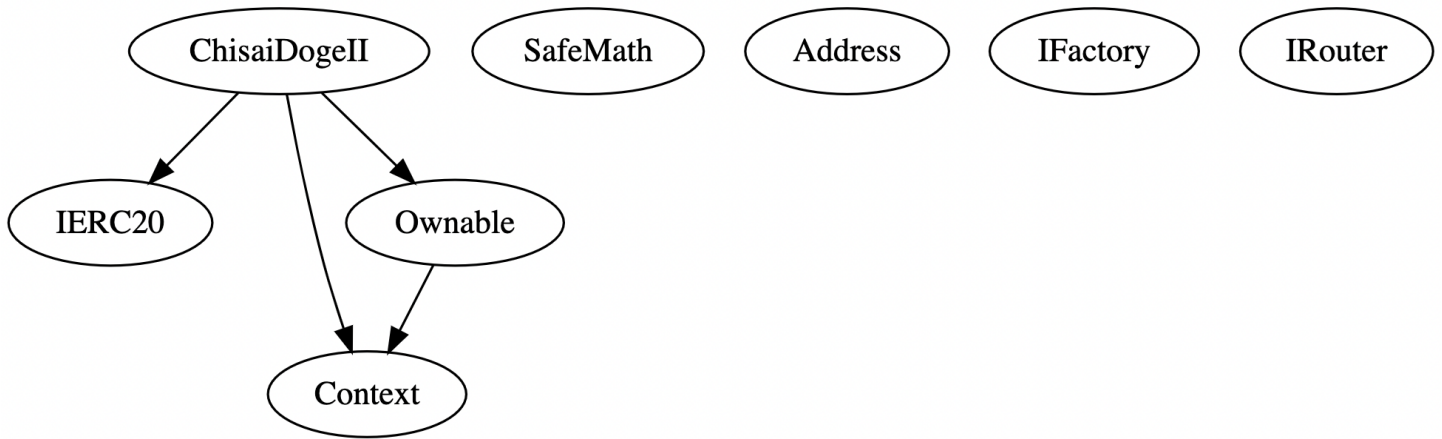 ChisaiDogeII
SafeMath
Address
IFactory
IRouter
IERC20
Ownable
Context